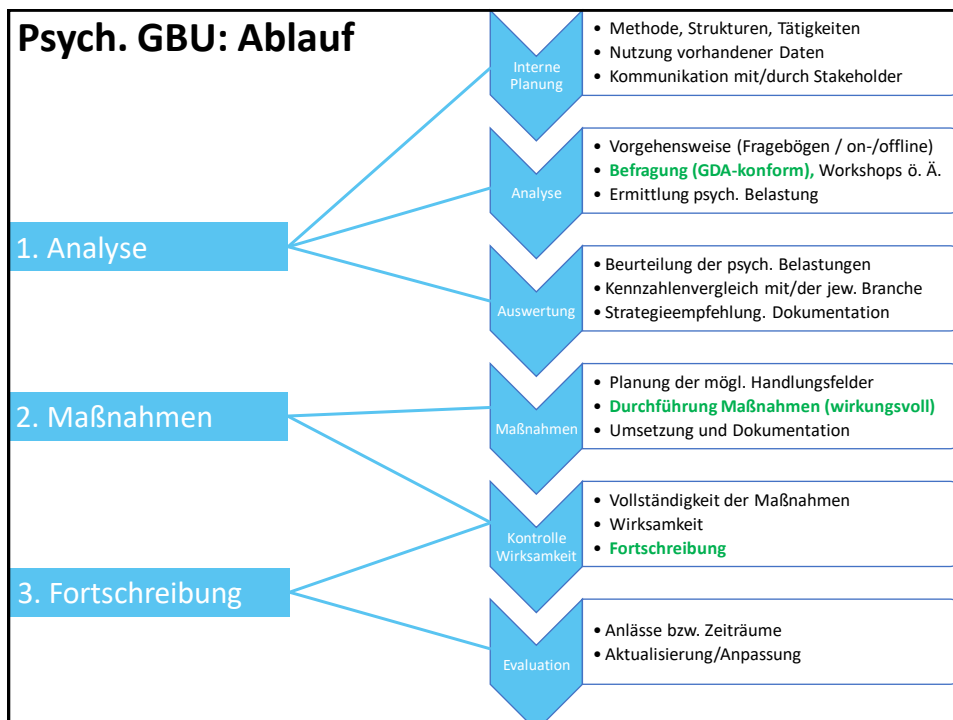 Psych. GBU: Ablauf
1. Analyse
2. Maßnahmen
3. Fortschreibung
Interne
Planung
• Methode, Strukturen, Tätigkeiten
• Nutzung vorhandener Daten
• Kommunikation mit/durch Stakeholder
Analyse
• Vorgehensweise (Fragebögen / on-/offline)
• Befragung (GDA-konform), Workshops ö. Ä.
• Ermittlung psych. Belastung
Auswertung
• Beurteilung der psych. Belastungen
• Kennzahlenvergleich mit/der jew. Branche
• Strategieempfehlung. Dokumentation
Maßnahmen
• Planung der mögl. Handlungsfelder
• Durchführung Maßnahmen (wirkungsvoll)
• Umsetzung und Dokumentation
Kontrolle
Wirksamkeit
• Vollständigkeit der Maßnahmen
• Wirksamkeit
• Fortschreibung
Evaluation
• Anlässe bzw. Zeiträume
• Aktualisierung/Anpassung